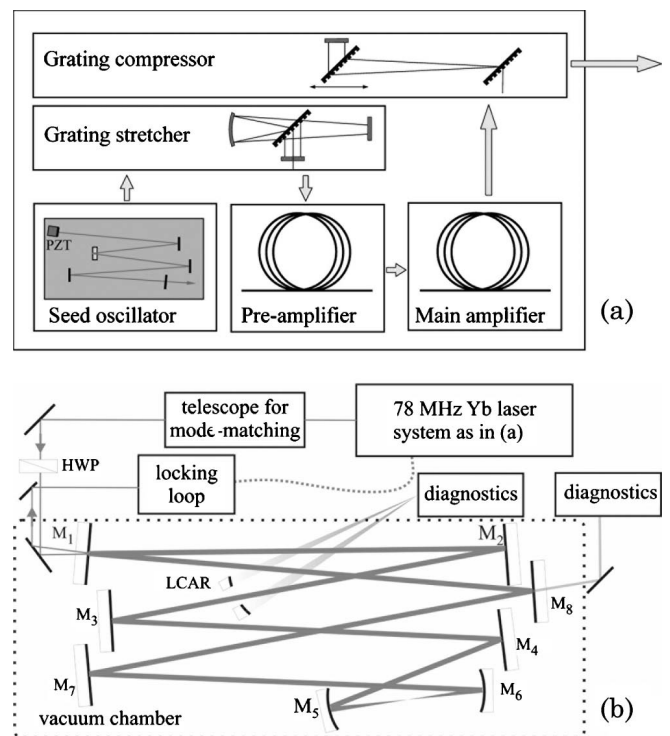 Grating compressor
Grating stretcher
PZT
Seed oscillator
Pre-amplifier
Main amplifier
(a)
telescope for
mode-matching
78 MHz Yb laser
system as in (a)
HWP
locking
loop
diagnostics
diagnostics
M1
M2
LCAR
M3
M8
M4
M7
M6
M5
vacuum chamber
(b)